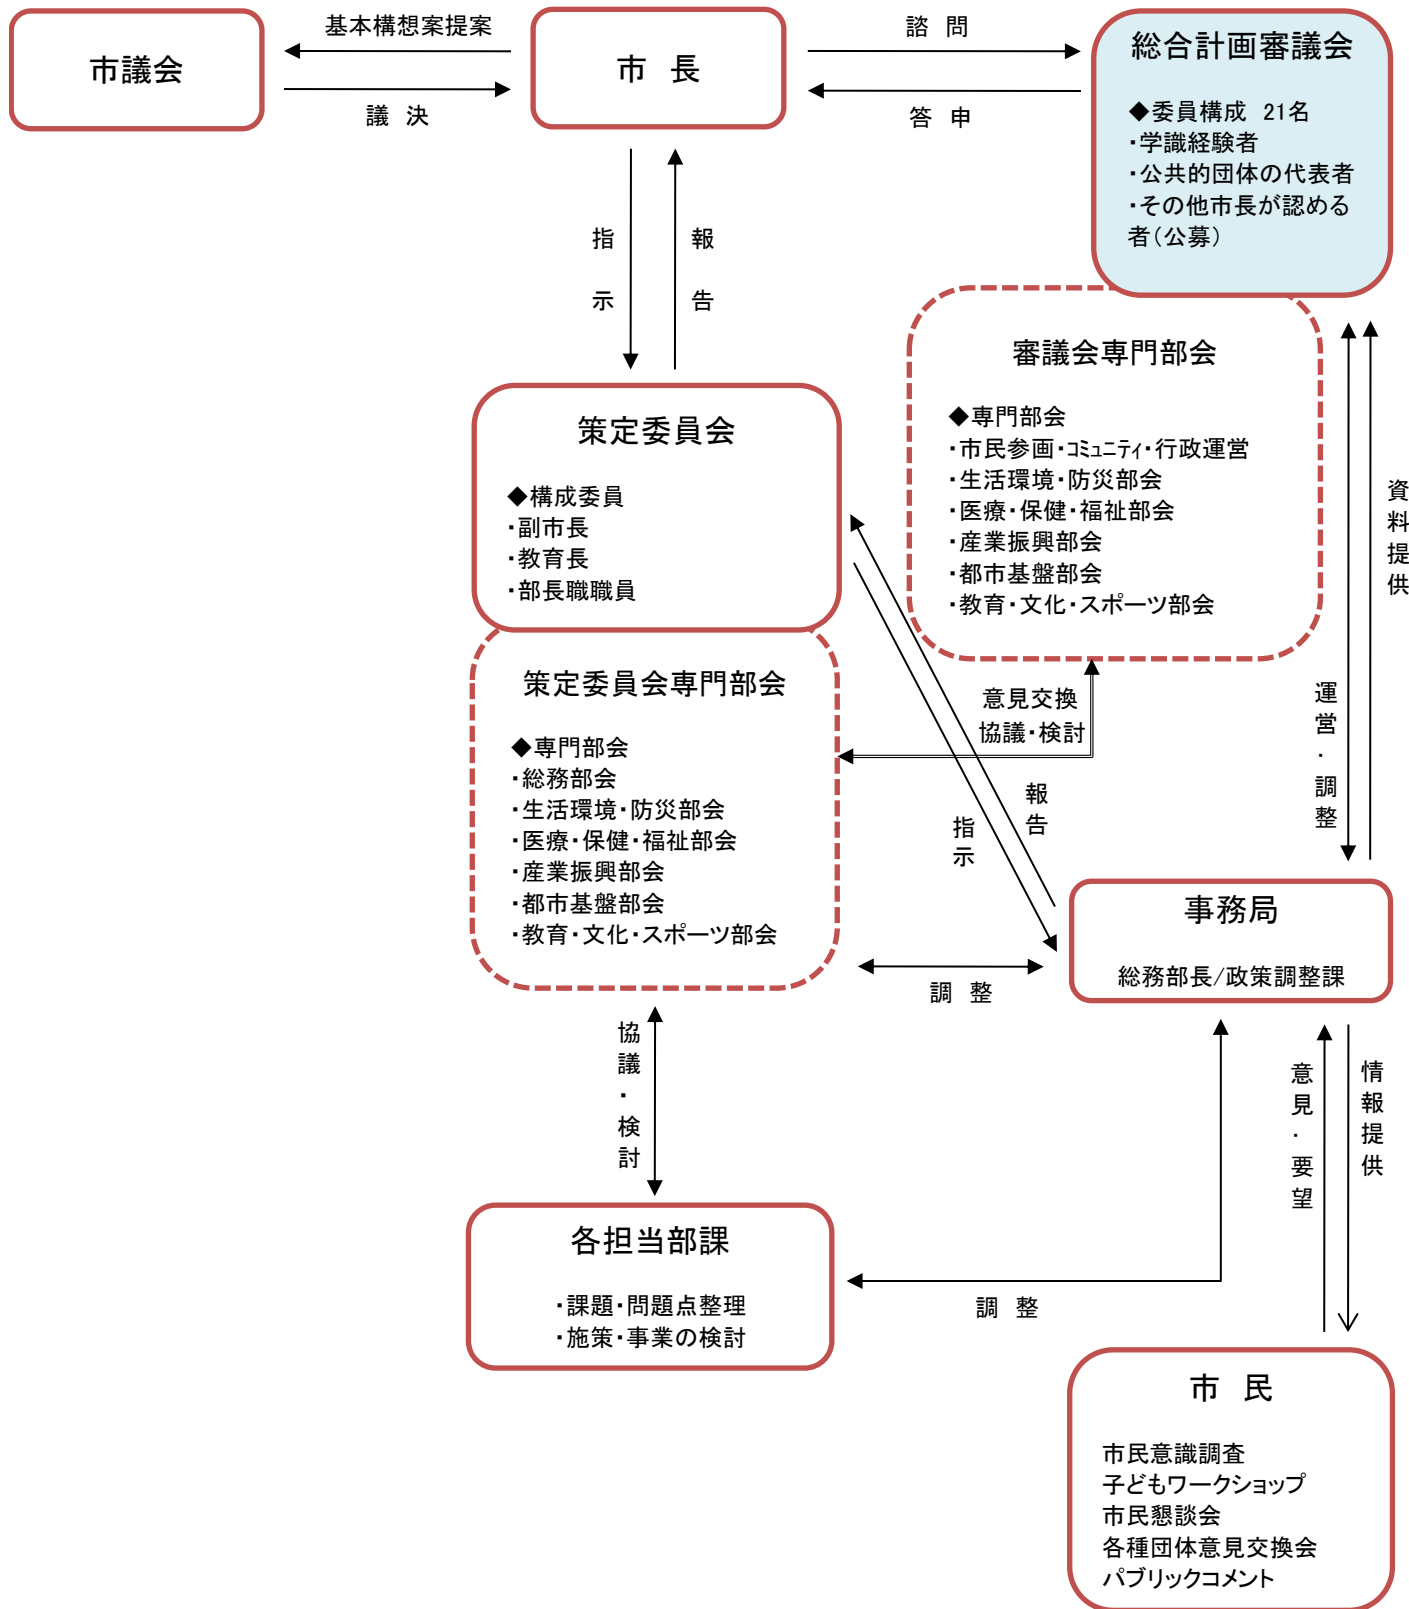 基本構想案提案
市議会
議 決
市 長
諮 問
答 申
総合計画審議会
◆委員構成 21名
・学識経験者
・公共的団体の代表者
・その他市長が認める
者（公募）
指示
報告
審議会専門部会
◆専門部会
・市民参画・コミュニティ・行政運営
・生活環境・防災部会
・医療・保健・福祉部会
・産業振興部会
・都市基盤部会
・教育・文化・スポーツ部会
策定委員会
◆構成委員
・副市長
・教育長
・部長職職員
資料提供
運営・調整
策定委員会専門部会
◆専門部会
・総務部会
・生活環境・防災部会
・医療・保健・福祉部会
・産業振興部会
・都市基盤部会
・教育・文化・スポーツ部会
意見交換
協議・検討
報告
指示
事務局
総務部長/政策調整課
調 整
協議・検討
意見・要望
情報提供
各担当部課
・課題・問題点整理
・施策・事業の検討
調 整
市 民
市民意識調査
子どもワークショップ
市民懇談会
各種団体意見交換会
パブリックコメント